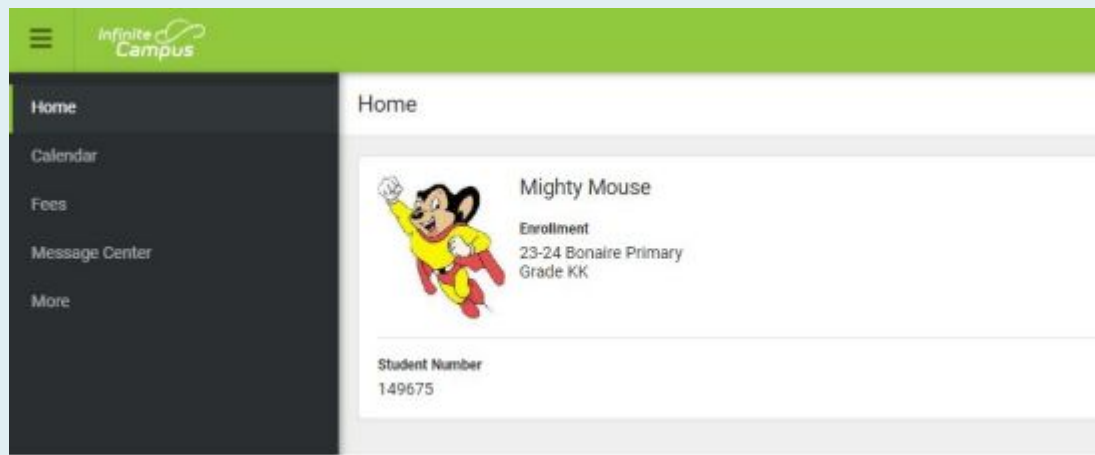 Infinite
Campus
Home
Calendar
Fees
Message Center
More
Home
Mighty Mouse
Enrollment
23-24 Bonaire Primary
Grade KK
Student Number
149675